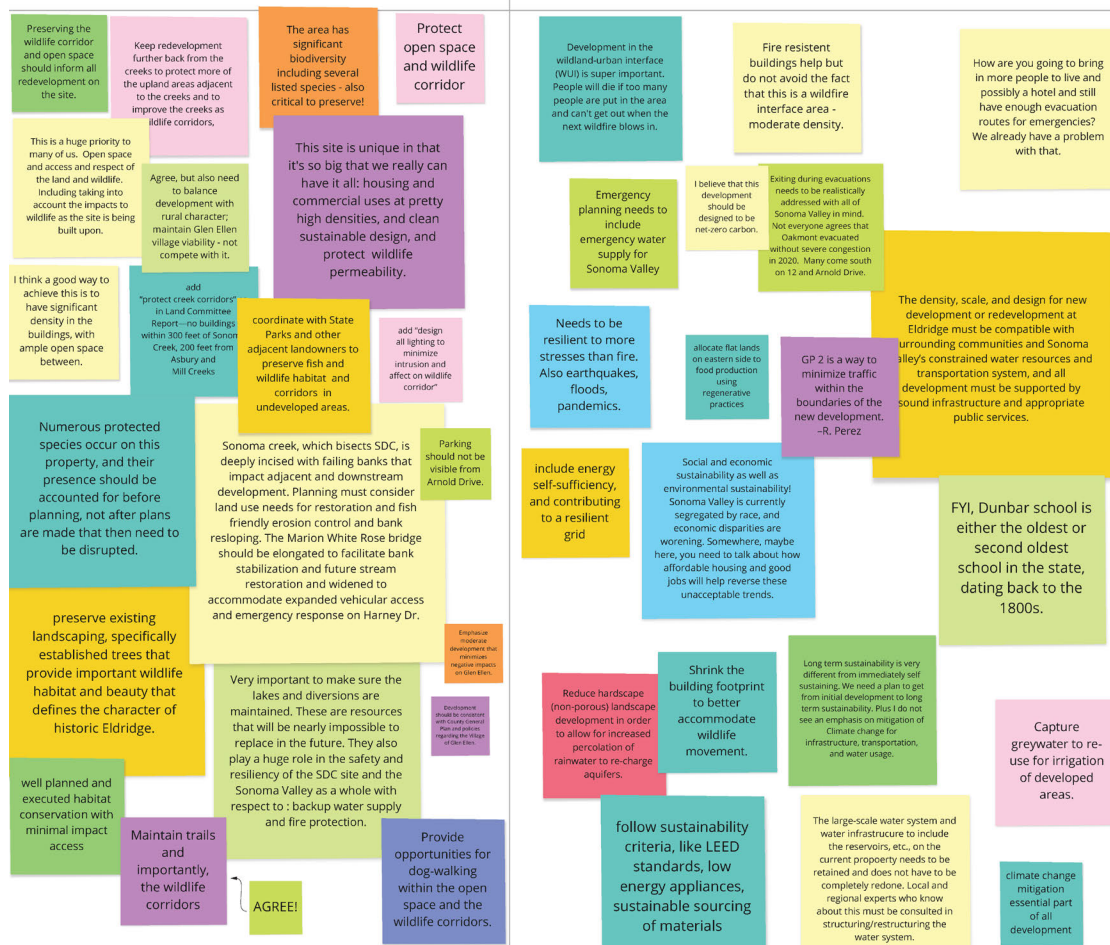 Preserving the
wildlife corridor
and open space
should inform all
redevelopment on
the site.
Keep redevelopment
further back from the
creeks to protect more of
the upland areas adjacent
to the creeks and to
improve the creeks as
wildlife corridors,
The area has
significant
biodiversity
including several
listed species - also
critical to preserve!
Protect
open space
and wildlife
corridor
This is a huge priority to
many of us. Open space
and access and respect of
the land and wildlife.
Including taking into
account the impacts to
wildlife as the site is being
built upon.
Agree, but also need
to balance
development with
rural character;
maintain Glen Ellen
village viability - not
compete with it.
This site is unique in that
it's so big that we really can
have it all: housing and
commercial uses at pretty
high densities, and clean
sustainable design, and
protect wildlife
permeability.
I think a good way to
achieve this is to
have significant
density in the
buildings, with
ample open space
between.
add
"protect creek corridors"
in Land Committee
Report—no buildings
within 300 feet of Sonoma
Creek, 200 feet from
Asbury and
Mill Creeks
coordinate with State
Parks and other
adjacent landowners to
preserve fish and
wildlife habitat and
corridors in
undeveloped areas.
add "design
all lighting to
minimize
intrusion and
affect on wildlife
corridor"
Numerous protected
species occur on this
property, and their
presence should be
accounted for before
planning, not after plans
are made that then need to
be disrupted.
Sonoma creek, which bisects SDC, is
deeply incised with failing banks that
impact adjacent and downstream
development. Planning must consider
land use needs for restoration and fish
friendly erosion control and bank
resloping. The Marion White Rose bridge
should be elongated to facilitate bank
stabilization and future stream
restoration and widened to
accommodate expanded vehicular access
and emergency response on Harney Dr.
Parking
should not be
visible from
Arnold Drive.
preserve existing
landscaping, specifically
established trees that
provide important wildlife
habitat and beauty that
defines the character of
historic Eldridge.
Emphasize
moderate
development that
minimizes
negative impacts
on Glen Ellen.
Very important to make sure the
lakes and diversions are
maintained. These are resources
that will be nearly impossible to
replace in the future. They also
play a huge role in the safety and
resiliency of the SDC site and the
Sonoma Valley as a whole with
respect to : backup water supply
and fire protection.
Development
should be consistent
with County General
Plan and policies
regarding the Village
of Glen Ellen.
well planned and
executed habitat
conservation with
minimal impact
access
Maintain trails
and
importantly,
the wildlife
corridors
AGREE!
Provide
opportunities for
dog-walking
within the open
space and the
wildlife corridors.
Development in the
wildland-urban interface
(WUI) is super important.
People will die if too many
people are put in the area
and can't get out when the
next wildfire blows in.
Fire resistent
buildings help but
do not avoid the fact
that this is a wildfire
interface area -
moderate density.
How are you going to bring
in more people to live and
possibly a hotel and still
have enough evacuation
routes for emergencies?
We already have a problem
with that.
Emergency
planning needs to
include
emergency water
supply for
Sonoma Valley
I believe that this
development
should be
designed to be
net-zero carbon.
Exiting during evacuations
needs to be realistically
addressed with all of
Sonoma Valley in mind.
Not everyone agrees that
Oakmont evacuated
without severe congestion
in 2020. Many come south
on 12 and Arnold Drive.
Needs to be
resilient to more
stresses than fire.
Also earthquakes,
floods,
pandemics.
allocate flat lands
on eastern side to
food production
using
regenerative
practices
GP 2 is a way to
minimize traffic
within the
boundaries of the
new development.
–R. Perez
The density, scale, and design for new
development or redevelopment at
Eldridge must be compatible with
surrounding communities and Sonoma
Valley's constrained water resources and
transportation system, and all
development must be supported by
sound infrastructure and appropriate
public services.
include energy
self-sufficiency,
and contributing
to a resilient
grid
Social and economic
sustainability as well as
environmental sustainability!
Sonoma Valley is currently
segregated by race, and
economic disparities are
worening. Somewhere, maybe
here, you need to talk about how
affordable housing and good
jobs will help reverse these
unacceptable trends.
FYI, Dunbar school is
either the oldest or
second oldest
school in the state,
dating back to the
1800s.
Reduce hardscape
(non-porous) landscape
development in order
to allow for increased
percolation of
rainwater to re-charge
aquifers.
Shrink the
building footprint
to better
accommodate
wildlife
movement.
Long term sustainability is very
different from immediately self
sustaining. We need a plan to get
from initial development to long
term sustainability. Plus I do not
see an emphasis on mitigation of
Climate change for
infrastructure, transportation,
and water usage.
Capture
greywater to re-
use for irrigation
of developed
areas.
follow sustainability
criteria, like LEED
standards, low
energy appliances,
sustainable sourcing
of materials
The large-scale water system and
water infrastrucure to include
the reservoirs, etc., on the
current propoerty needs to be
retained and does not have to be
completely redone. Local and
regional experts who know
about this must be consulted in
structuring/restructuring the
water system.
climate change
mitigation
essential part
of all
development